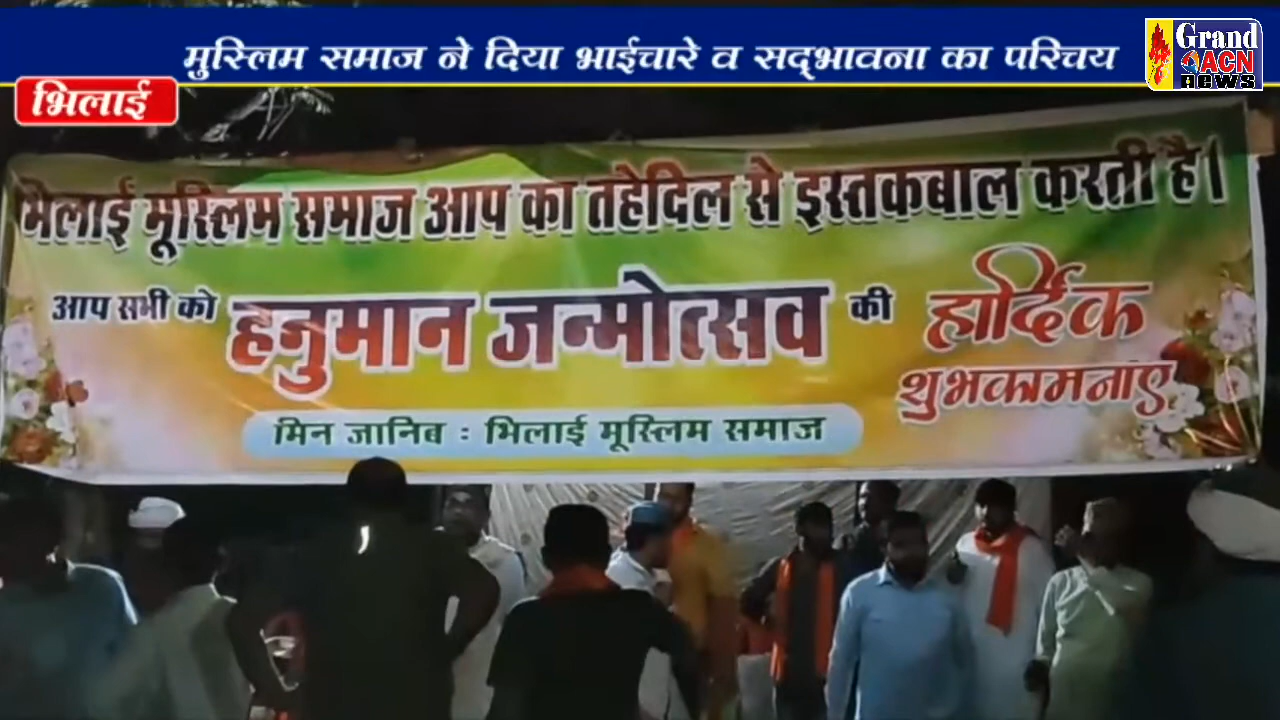 मुस्लिम समाज ने दिया भाईचारे व सद्भावना का परिचय
Grand
ACN
news
भिलाई
भिलाई मूस्लिम समाज आप का तहेदिल से इस्तकबाल करती है।
आप सभी को हनुमान जन्मोत्सव की हार्दिक
शुभकामनाएं
मिन जानिब : भिलाई मूस्लिम समाज